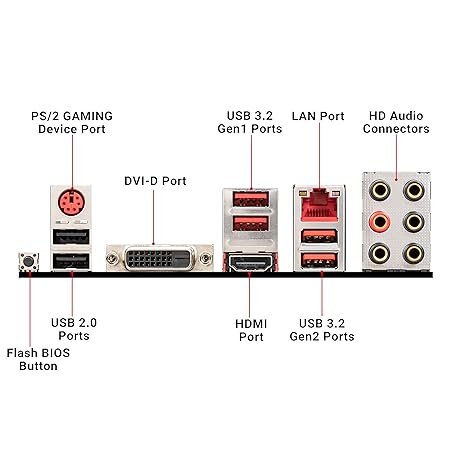 PS/2 GAMING
Device Port
DVI-D Port
USB 3.2
Gen1 Ports
LAN Port
HD Audio
Connectors
USB 2.0
Ports
Flash BIOS
Button
HDMI
Port
USB 3.2
Gen2 Ports